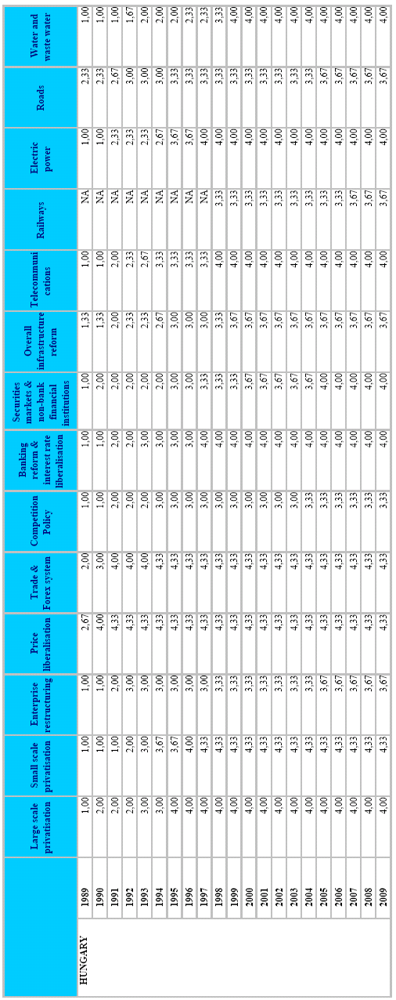 Large scale privatisation Small scale privatisation Enterprise restructuring Price liberalisation Trade & Forex system Competition Policy Banking reform & interest rate liberalisation Securities markets & non-bank financial institutions Overall infrastructure reform Telecommuni cations Railways Electric power Roads Water and waste water
HUNGARY 1989 1,00 1,00 1,00 2,67 2,00 1,00 1,00 1,00 1,33 1,00 NA 1,00 2,33 1,00
1990 2,00 1,00 1,00 4,00 3,00 1,00 1,00 2,00 1,33 1,00 NA 1,00 2,33 1,00
1991 2,00 1,00 2,00 4,33 4,00 2,00 2,00 2,00 2,00 2,00 NA 2,33 2,67 1,00
1992 2,00 2,00 3,00 4,33 4,00 2,00 2,00 2,00 2,33 2,33 NA 2,33 3,00 1,67
1993 3,00 3,00 3,00 4,33 4,00 2,00 3,00 2,00 2,33 2,67 NA 2,33 3,00 2,00
1994 3,00 3,67 3,00 4,33 4,33 3,00 3,00 2,00 2,67 3,33 NA 2,67 3,00 2,00
1995 4,00 3,67 3,00 4,33 4,33 3,00 3,00 3,00 3,00 3,33 NA 3,67 3,33 2,00
1996 4,00 4,00 3,00 4,33 4,33 3,00 3,00 3,00 3,00 3,33 NA 3,67 3,33 2,33
1997 4,00 4,33 3,00 4,33 4,33 3,00 4,00 3,33 3,00 3,33 NA 4,00 3,33 2,33
1998 4,00 4,33 3,33 4,33 4,33 3,00 4,00 3,33 3,33 4,00 3,33 4,00 3,33 3,33
1999 4,00 4,33 3,33 4,33 4,33 3,00 4,00 3,33 3,67 4,00 3,33 4,00 3,33 4,00
2000 4,00 4,33 3,33 4,33 4,33 3,00 4,00 3,67 3,67 4,00 3,33 4,00 3,33 4,00
2001 4,00 4,33 3,33 4,33 4,33 3,00 4,00 3,67 3,67 4,00 3,33 4,00 3,33 4,00
2002 4,00 4,33 3,33 4,33 4,33 3,00 4,00 3,67 3,67 4,00 3,33 4,00 3,33 4,00
2003 4,00 4,33 3,33 4,33 4,33 3,00 4,00 3,67 3,67 4,00 3,33 4,00 3,33 4,00
2004 4,00 4,33 3,33 4,33 4,33 3,33 4,00 3,67 3,67 4,00 3,33 4,00 3,33 4,00
2005 4,00 4,33 3,67 4,33 4,33 3,33 4,00 4,00 3,67 4,00 3,33 4,00 3,67 4,00
2006 4,00 4,33 3,67 4,33 4,33 3,33 4,00 4,00 3,67 4,00 3,33 4,00 3,67 4,00
2007 4,00 4,33 3,67 4,33 4,33 3,33 4,00 4,00 3,67 4,00 3,67 4,00 3,67 4,00
2008 4,00 4,33 3,67 4,33 4,33 3,33 4,00 4,00 3,67 4,00 3,67 4,00 3,67 4,00
2009 4,00 4,33 3,67 4,33 4,33 3,33 4,00 4,00 3,67 4,00 3,67 4,00 3,67 4,00